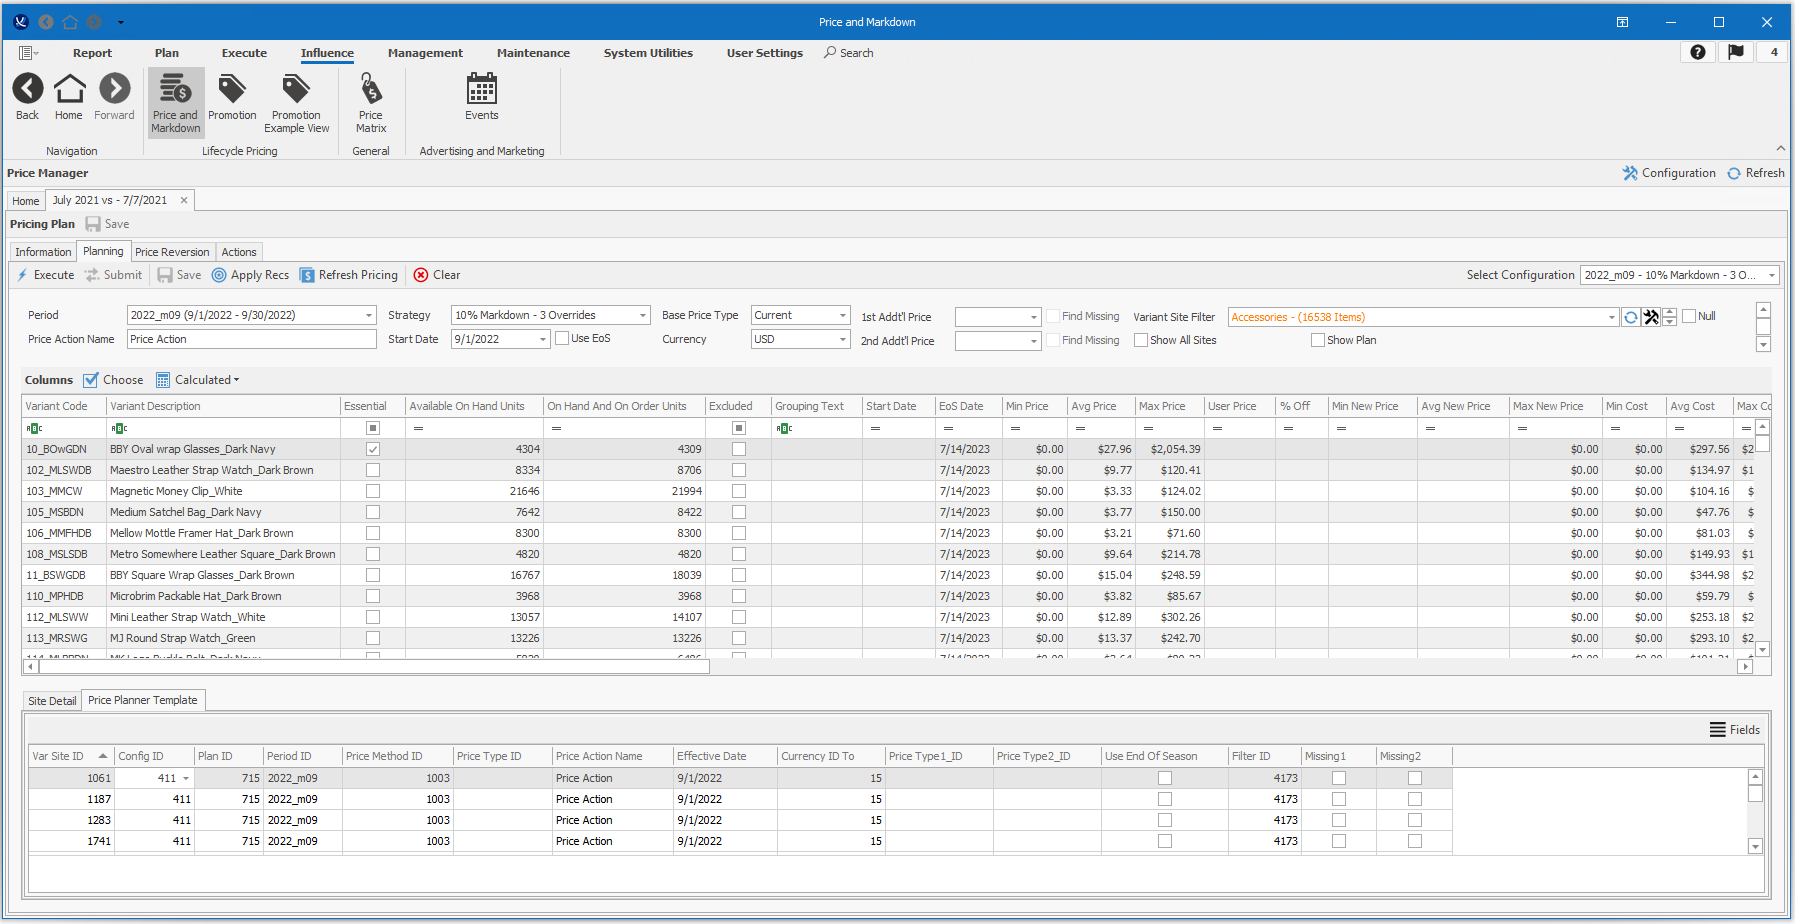 Price and Markdown
Report Plan Execute Influence Management Maintenance System Utilities User Settings Search 4
Back Home Forward Price and Markdown Promotion Promotion Example View Price Matrix Events
Navigation Lifecycle Pricing General Advertising and Marketing
Price Manager Configuration Refresh
Home July 2021 vs - 7/7/2021
Pricing Plan Save
Information Planning Price Reversion Actions
Execute Submit Save Apply Recs Refresh Pricing Clear Select Configuration 2022_m09 - 10% Markdown - 3 O...
Period 2022_m09 (9/1/2022 - 9/30/2022) Strategy 10% Markdown - 3 Overrides Base Price Type Current 1st Addt'l Price Find Missing Variant Site Filter Accessories - (16538 Items) Null
Price Action Name Price Action Start Date 9/1/2022 Use EoS Currency USD 2nd Addt'l Price Find Missing Show All Sites Show Plan
Columns Choose Calculated
Variant Code Variant Description Essential Available On Hand Units On Hand And On Order Units Excluded Grouping Text Start Date EoS Date Min Price Avg Price Max Price User Price % Off Min New Price Avg New Price Max New Price Min Cost Avg Cost Max Co
ABC ABC = = ABC = = = = = = = = = = = = =
10_BOwGDN BBY Oval wrap Glasses_Dark Navy 4304 4309 7/14/2023 $0.00 $27.96 $2,054.39 $0.00 $0.00 $297.56 $2
102_MLSWDB Maestro Leather Strap Watch_Dark Brown 8334 8706 7/14/2023 $0.00 $9.77 $120.41 $0.00 $0.00 $134.97 $1
103_MMCW Magnetic Money Clip_White 21646 21994 7/14/2023 $0.00 $3.33 $124.02 $0.00 $0.00 $104.16 $
105_MSBDN Medium Satchel Bag_Dark Navy 7642 8422 7/14/2023 $0.00 $3.77 $150.00 $0.00 $0.00 $47.76 $
106_MMFHDB Mellow Mottle Framer Hat_Dark Brown 8300 8300 7/14/2023 $0.00 $3.21 $71.60 $0.00 $0.00 $81.03 $
108_MSLSDB Metro Somewhere Leather Square_Dark Brown 4820 4820 7/14/2023 $0.00 $9.64 $214.78 $0.00 $0.00 $149.93 $1
11_BSWGDB BBY Square Wrap Glasses_Dark Brown 16767 18039 7/14/2023 $0.00 $15.04 $248.59 $0.00 $0.00 $344.98 $2
110_MPHDB Microbrim Packable Hat_Dark Brown 3968 3968 7/14/2023 $0.00 $3.82 $85.67 $0.00 $0.00 $59.79 $
112_MLSWW Mini Leather Strap Watch_White 13057 14107 7/14/2023 $0.00 $12.89 $302.26 $0.00 $0.00 $253.18 $2
113_MRSWG MJ Round Strap Watch_Green 13226 13226 7/14/2023 $0.00 $13.37 $242.70 $0.00 $0.00 $293.10 $2
Site Detail Price Planner Template
Fields
Var Site ID Config ID Plan ID Period ID Price Method ID Price Type ID Price Action Name Effective Date Currency ID To Price Type1_ID Price Type2_ID Use End Of Season Filter ID Missing1 Missing2
1061 411 715 2022_m09 1003 Price Action 9/1/2022 15 4173
1187 411 715 2022_m09 1003 Price Action 9/1/2022 15 4173
1283 411 715 2022_m09 1003 Price Action 9/1/2022 15 4173
1741 411 715 2022_m09 1003 Price Action 9/1/2022 15 4173